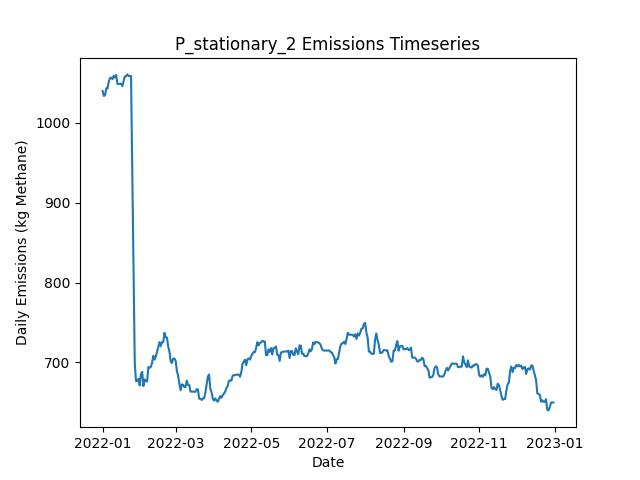 P_stationary_2 Emissions Timeseries
Daily Emissions (kg Methane)
1000
900
800
700
2022-01 2022-03 2022-05 2022-07 2022-09 2022-11 2023-01
Date